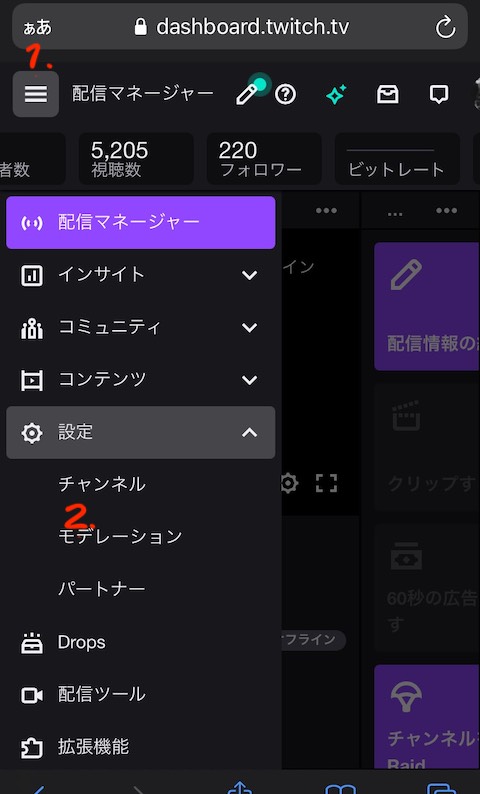 ぁあ
dashboard.twitch.tv
1.
配信マネージャー
者数
5,205
視聴数
220
フォロワー
ビットレート
配信マネージャー
イン
インサイト
コミュニティ
配信情報の
コンテンツ
設定
チャンネル
クリップす
2.
モデレーション
パートナー
60秒の広告
す
Drops
フライン
配信ツール
チャンネル
拡張機能
Raid